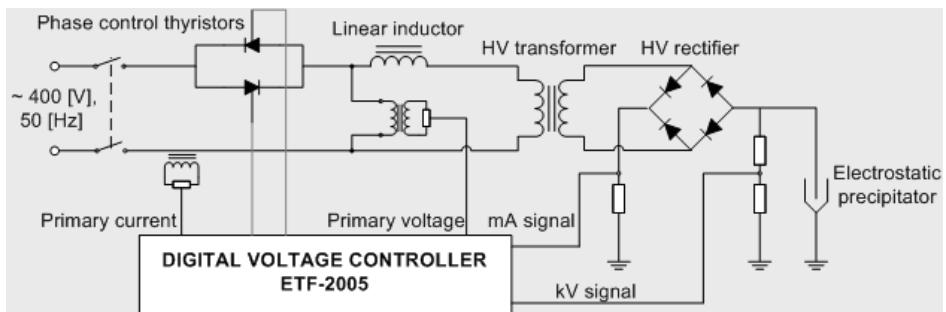 Phase control thyristors
Linear inductor
HV transformer
HV rectifier
~ 400 [V],
50 [Hz]
Electrostatic
precipitator
Primary current
Primary voltage
mA signal
DIGITAL VOLTAGE CONTROLLER
ETF-2005
kV signal